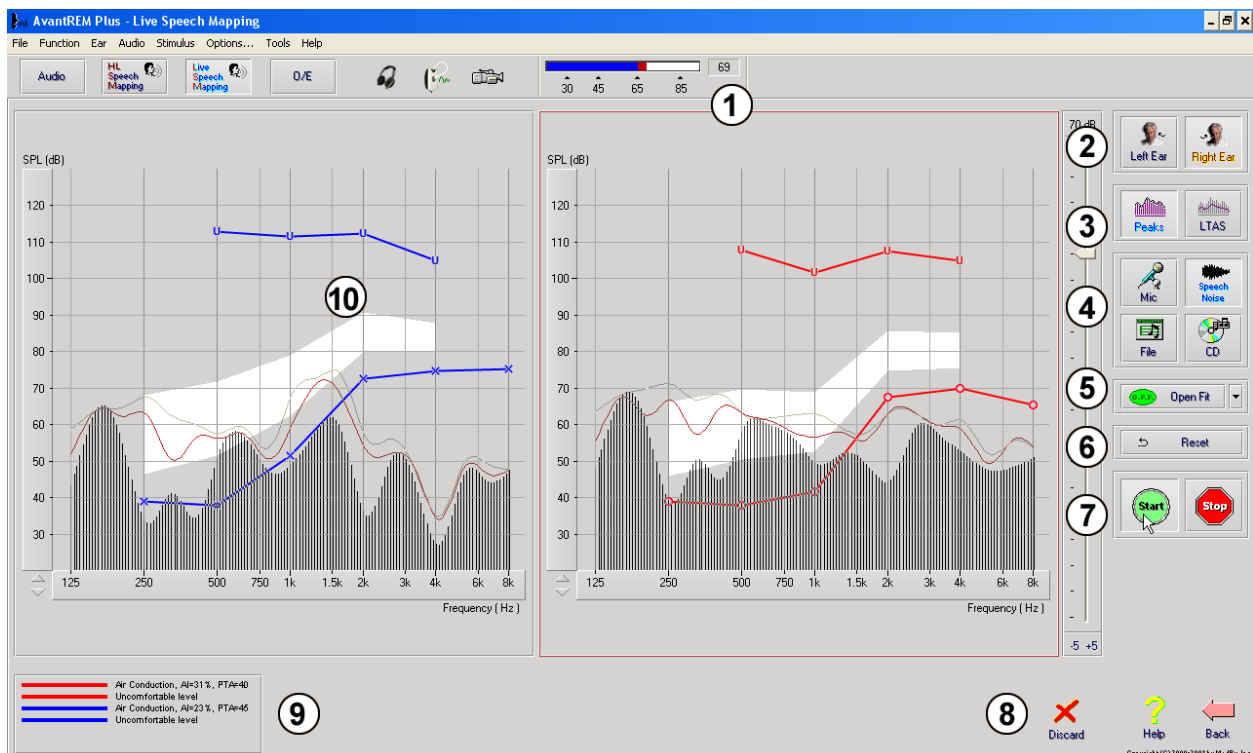 AvantREM Plus - Live Speech Mapping
File Function Ear Audio Stimulus Options... Tools Help
Audio
HL Speech Mapping
Live Speech Mapping
O/E
30 45 65 85
69
1
70 dB
2
Left Ear
Right Ear
3
Peaks
LTAS
4
Mic
Speech Noise
File
CD
5
O.F.F.
Open Fit
6
Reset
7
Start
Stop
-5 +5
SPL (dB)
120
110
100
90
80
70
60
50
40
30
125 250 500 750 1k 1.5k 2k 3k 4k 6k 8k
Frequency ( Hz )
10
U U U U
SPL (dB)
120
110
100
90
80
70
60
50
40
30
125 250 500 750 1k 1.5k 2k 3k 4k 6k 8k
Frequency ( Hz )
U U U U
Air Conduction, AI=31%, PTA=40
Uncomfortable level
Air Conduction, AI=23%, PTA=45
Uncomfortable level
9
8
Discard
Help
Back